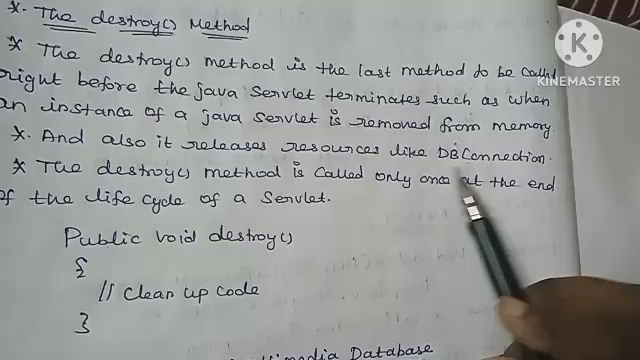 *. The destroy() Method
* The destroy() method is the last method to be called
right before the java servlet terminates such as when
an instance of a java Servlet is removed from memory.
*. And also it releases resources like DB Connection.
* The destroy() method is called only once at the end
of the life cycle of a Servlet.
Public void destroy()
{
// Clean up code
}
Database
KINEMASTER